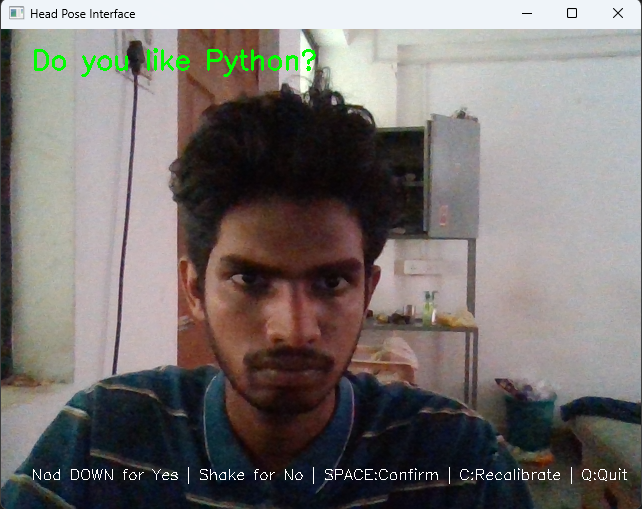 Head Pose Interface
Do you like Python?
Nod DOWN for Yes | Shake for No | SPACE:Confirm | C:Recalibrate | Q:Quit